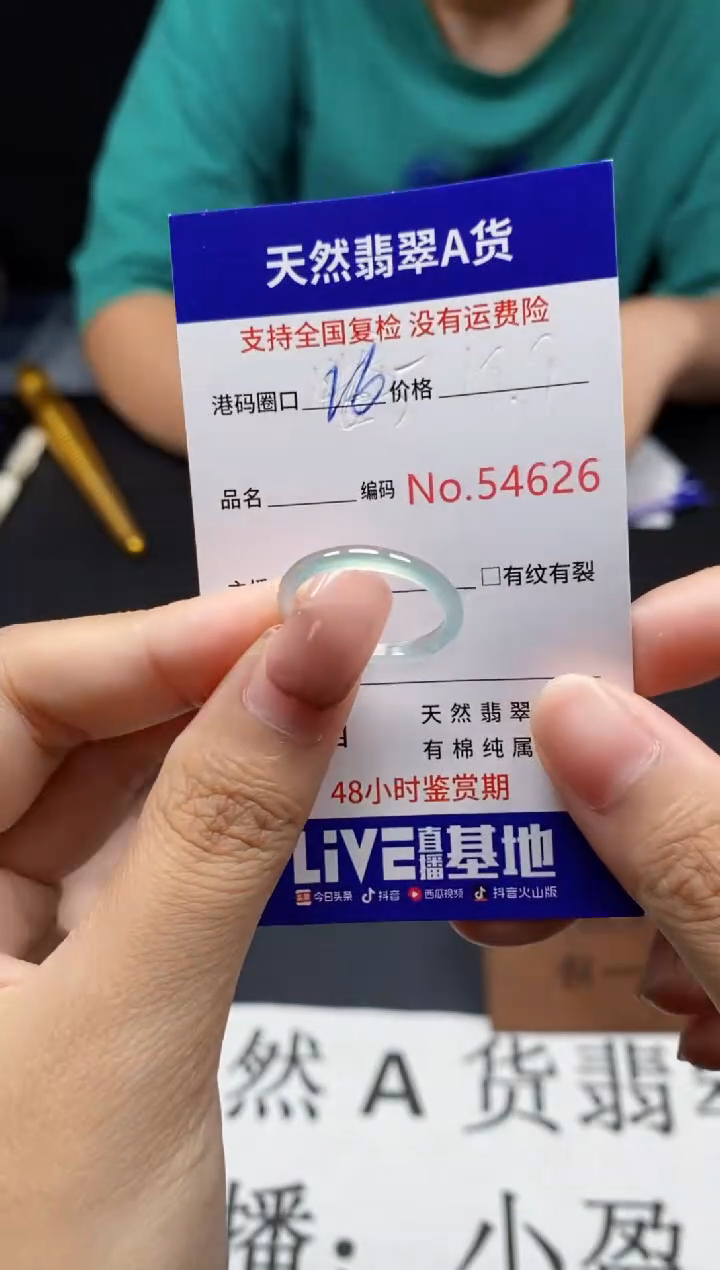 天然翡翠A货
支持全国复检 没有运费险
港码圈口 16 价格
品名 编码 No.54626
□有纹有裂
天然翡翠
有棉纯属
48小时鉴赏期
LiVE直播基地
今日头条 抖音 西瓜视频 抖音火山版
然 A 货翡
播: 小盈